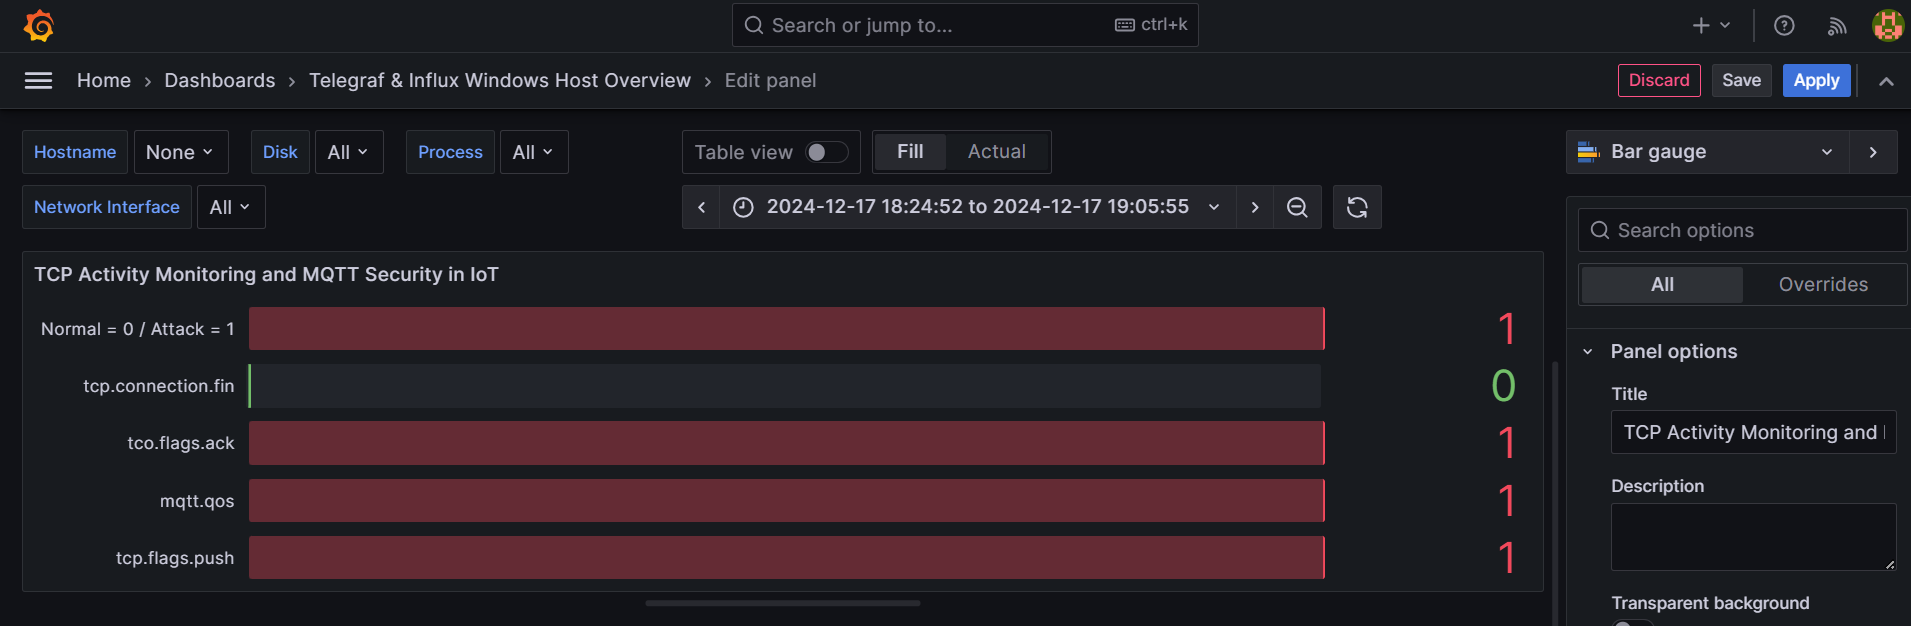 Search or jump to...
ctrl+k
Home › Dashboards › Telegraf & Influx Windows Host Overview › Edit panel
Discard
Save
Apply
Hostname
None
Disk
All
Process
All
Table view
Fill
Actual
Bar gauge
Network Interface
All
2024-12-17 18:24:52 to 2024-12-17 19:05:55
Search options
All
Overrides
TCP Activity Monitoring and MQTT Security in IoT
Normal = 0 / Attack = 1
1
tcp.connection.fin
0
tco.flags.ack
1
mqtt.qos
1
tcp.flags.push
1
Panel options
Title
TCP Activity Monitoring and
Description
Transparent background